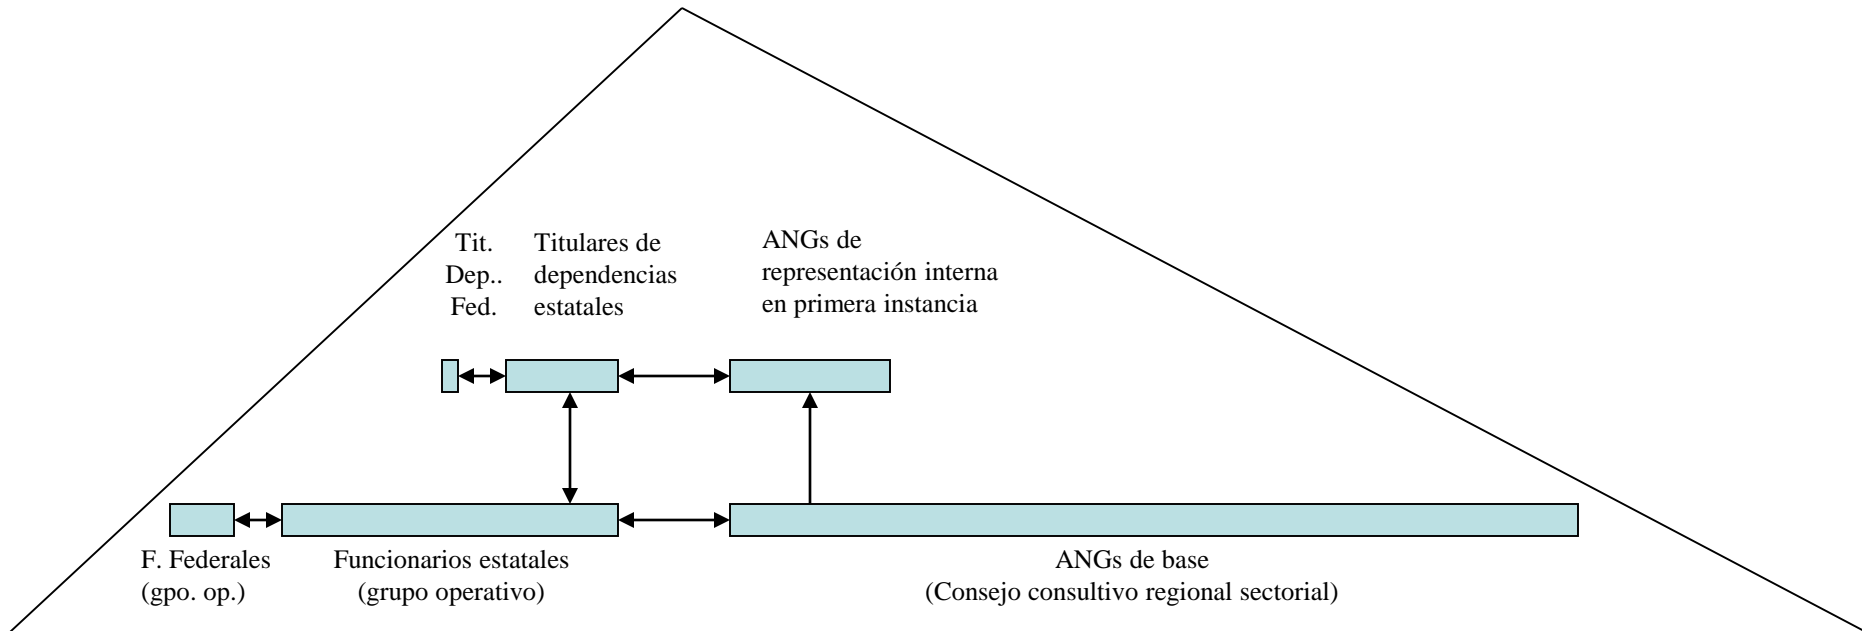 Tit.
Dep..
Fed.
Titulares de
dependencias
estatales
ANGs de
representación interna
en primera instancia
F. Federales
(gpo. op.)
Funcionarios estatales
(grupo operativo)
ANGs de base
(Consejo consultivo regional sectorial)